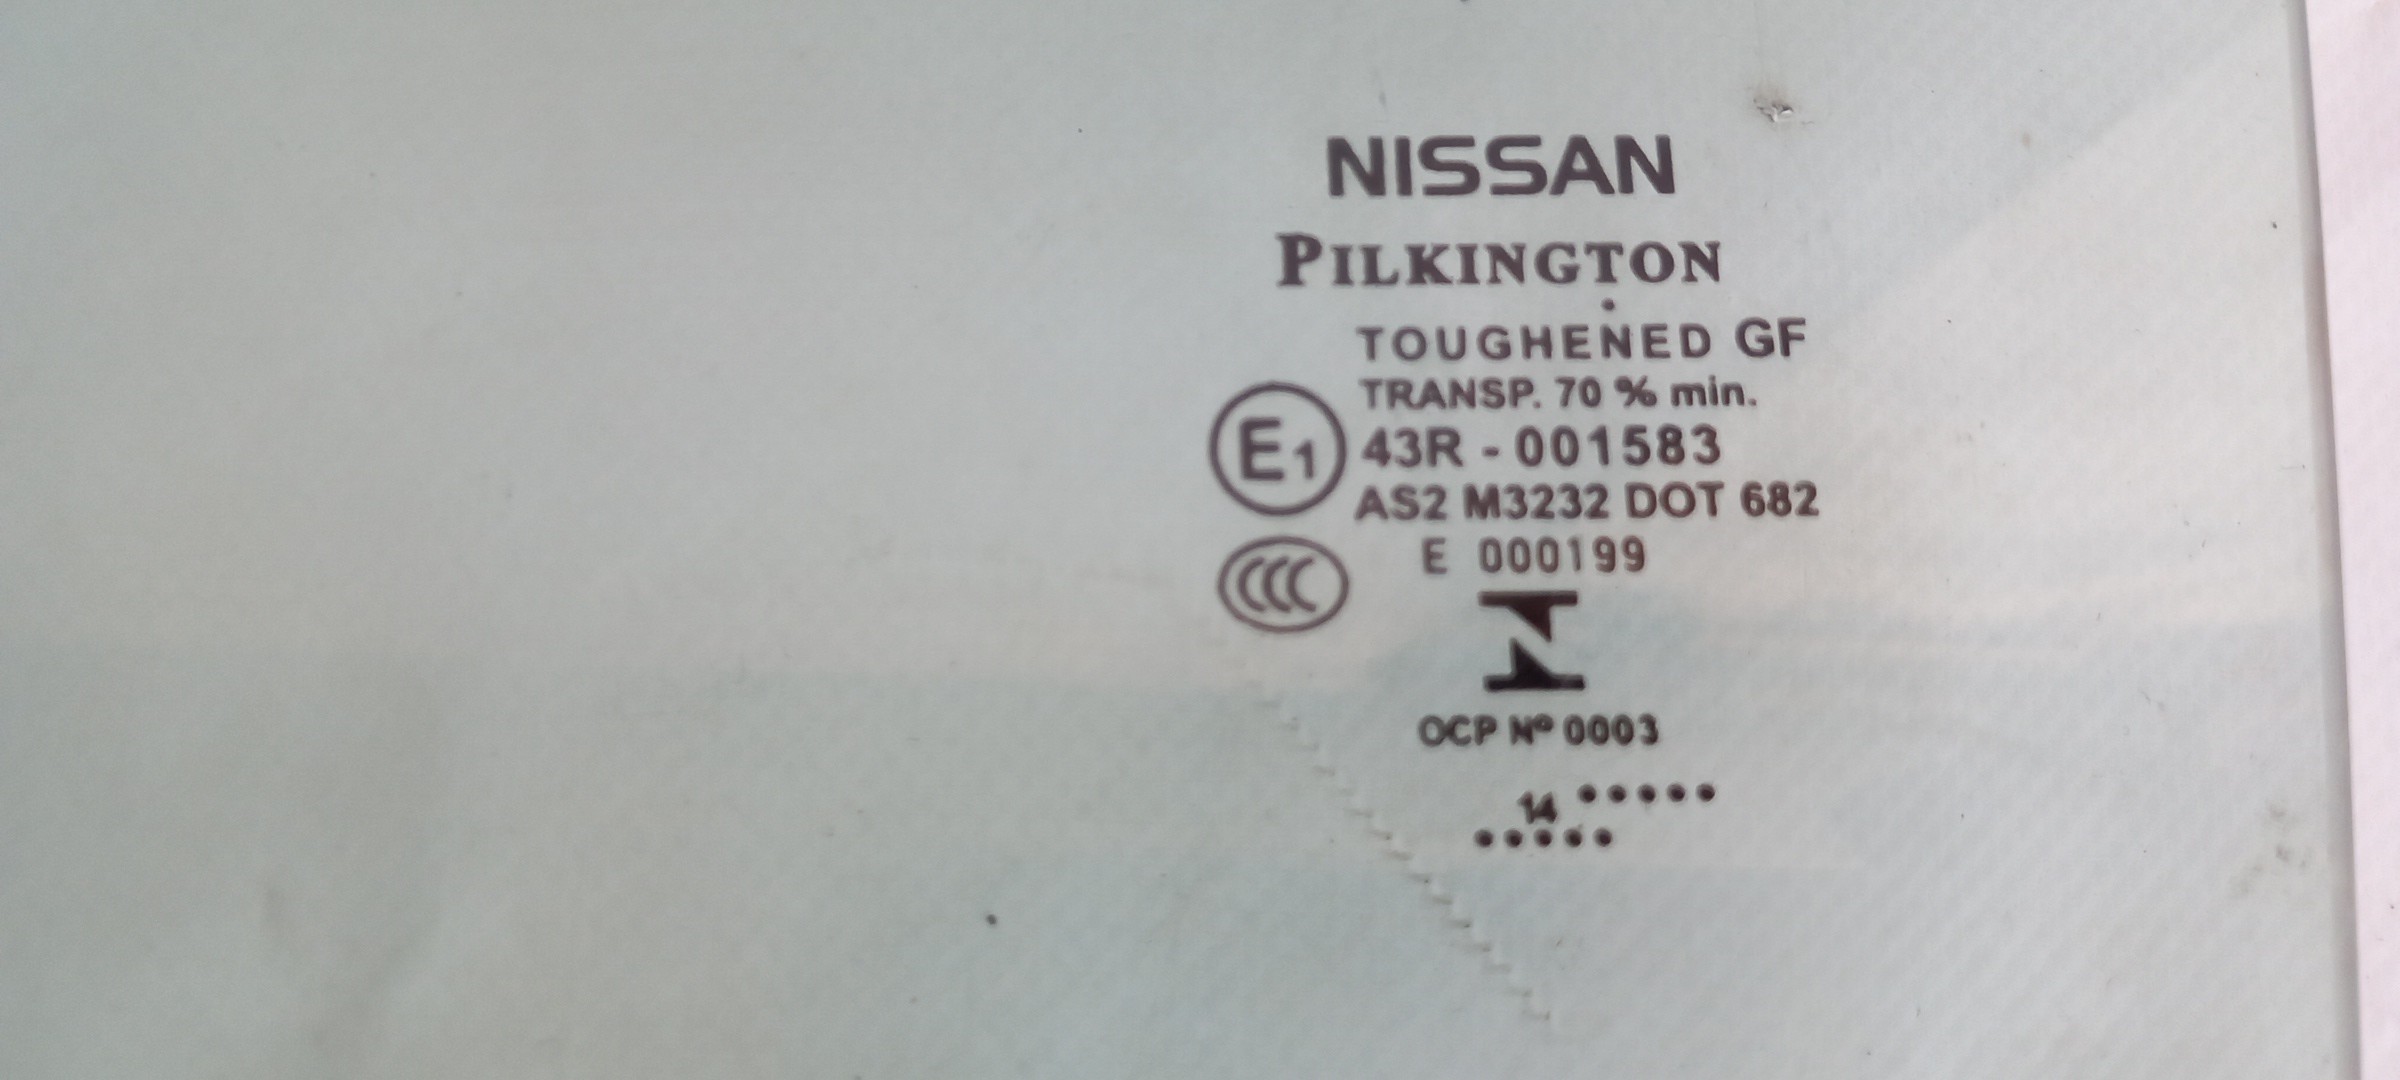 NISSAN
PILKINGTON
TOUGHENED GF
TRANSP. 70 % min.
E1 43R - 001583
AS2 M3232 DOT 682
CCC E 000199
OCP Nº 0003
14 •••••
•••••